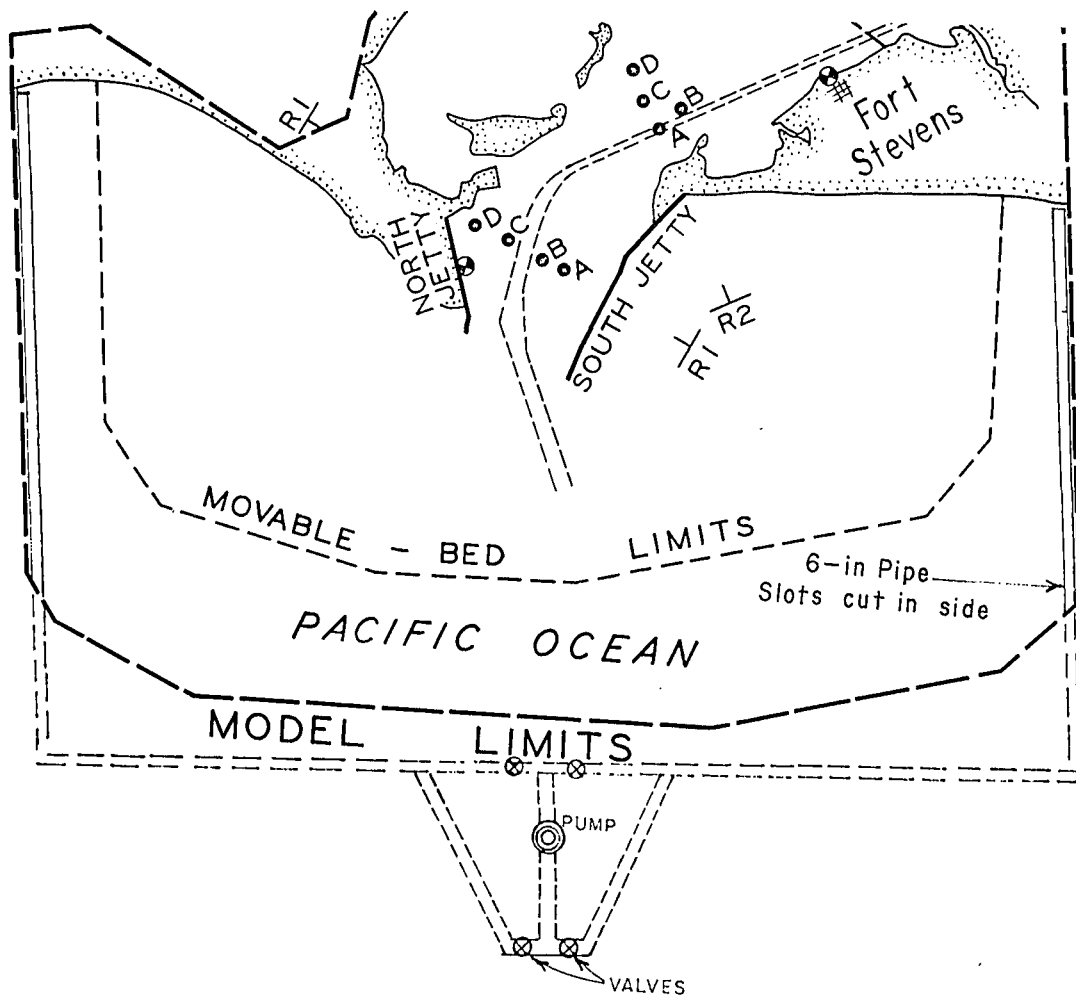 D
C
B
A
R1
Fort
Stevens
D
C
B
A
NORTH
JETTY
SOUTH JETTY
R2
R1
MOVABLE - BED LIMITS
6-in Pipe
Slots cut in side
PACIFIC OCEAN
MODEL LIMITS
PUMP
VALVES